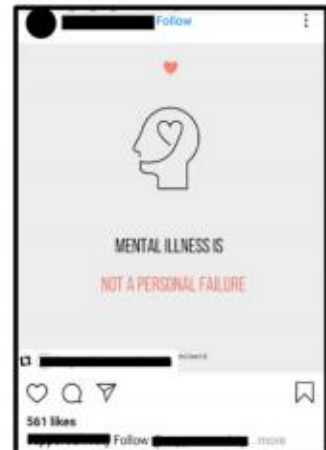 Follow
MENTAL ILLNESS IS
NOT A PERSONAL FAILURE
561 likes
Follow ... more